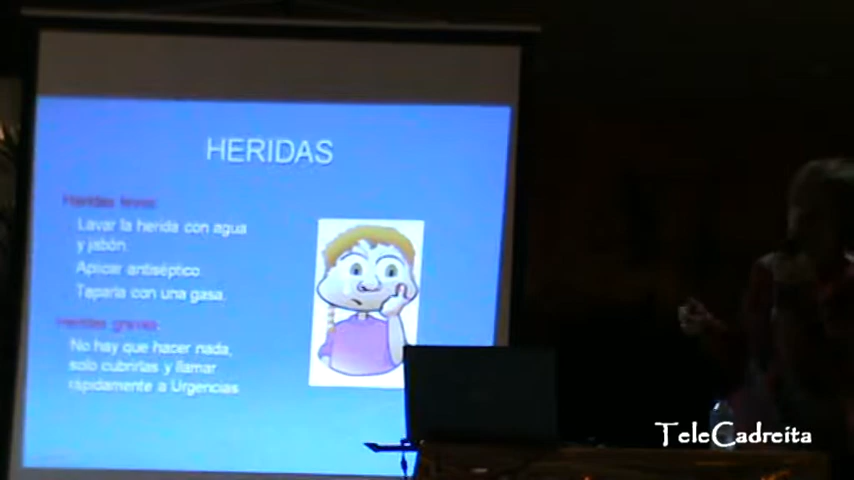 HERIDAS
Heridas leves:
Lavar la herida con agua
y jabón.
Aplicar antiséptico.
Taparla con una gasa.
Heridas graves:
No hay que hacer nada,
solo cubrirlas y llamar
rápidamente a Urgencias
TeleCadreita